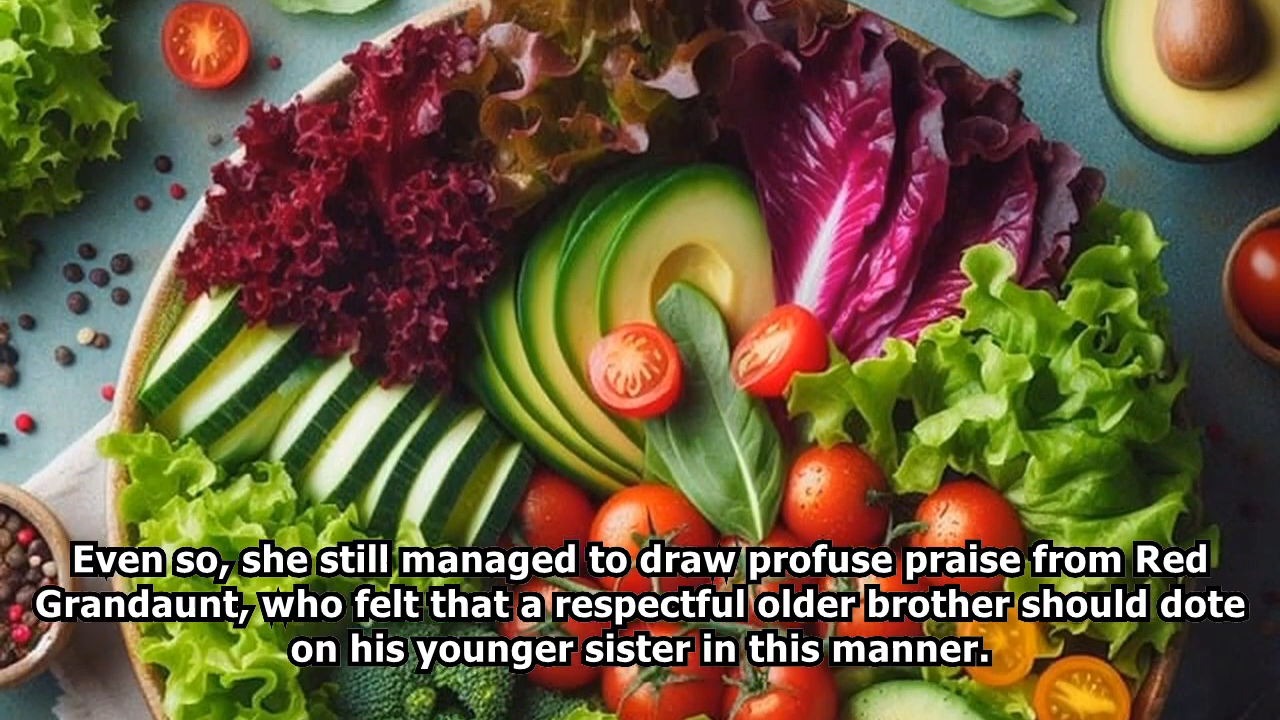 Even so, she still managed to draw profuse praise from Red
Grandaunt, who felt that a respectful older brother should dote
on his younger sister in this manner.